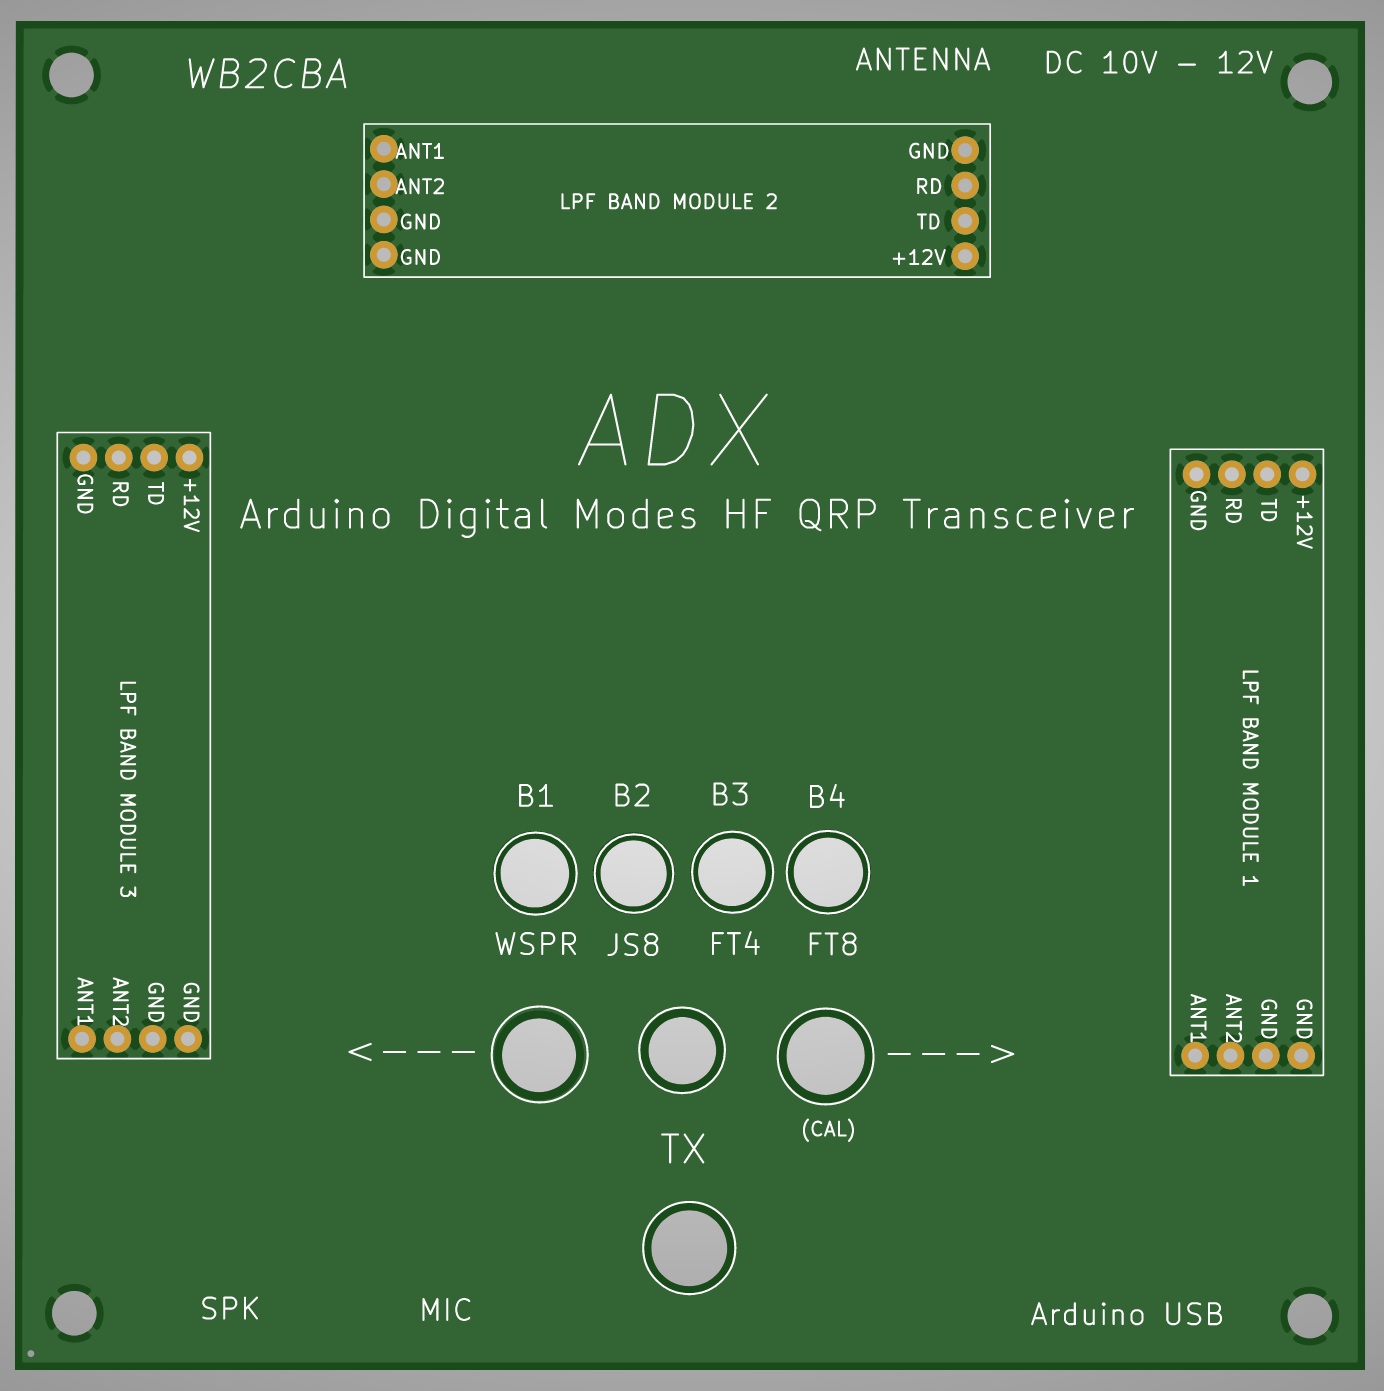 WB2CBA
ANTENNA
DC 10V – 12V
ANT1
ANT2
GND
GND
LPF BAND MODULE 2
GND
RD
TD
+12V
ADX
Arduino Digital Modes HF QRP Transceiver
GND
RD
TD
+12V
LPF BAND MODULE 3
ANT1
ANT2
GND
GND
GND
RD
TD
+12V
LPF BAND MODULE 1
ANT1
ANT2
GND
GND
B1 B2 B3 B4
WSPR JS8 FT4 FT8
<––– –––>
(CAL)
TX
SPK
MIC
Arduino USB